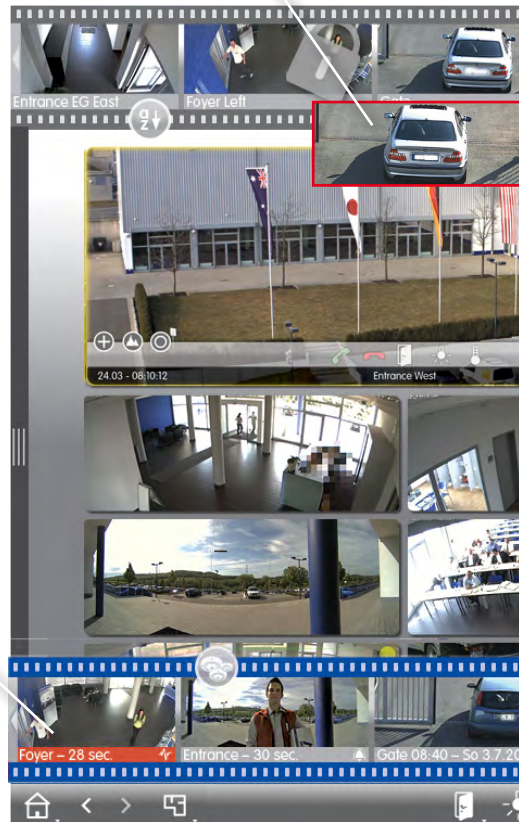 Entrance EG East
Foyer Left
Gate
a
z
24.03 - 08:10:12
Entrance West
Foyer – 28 sec.
Entrance – 30 sec.
Gate 08:40 – So 3.7.20